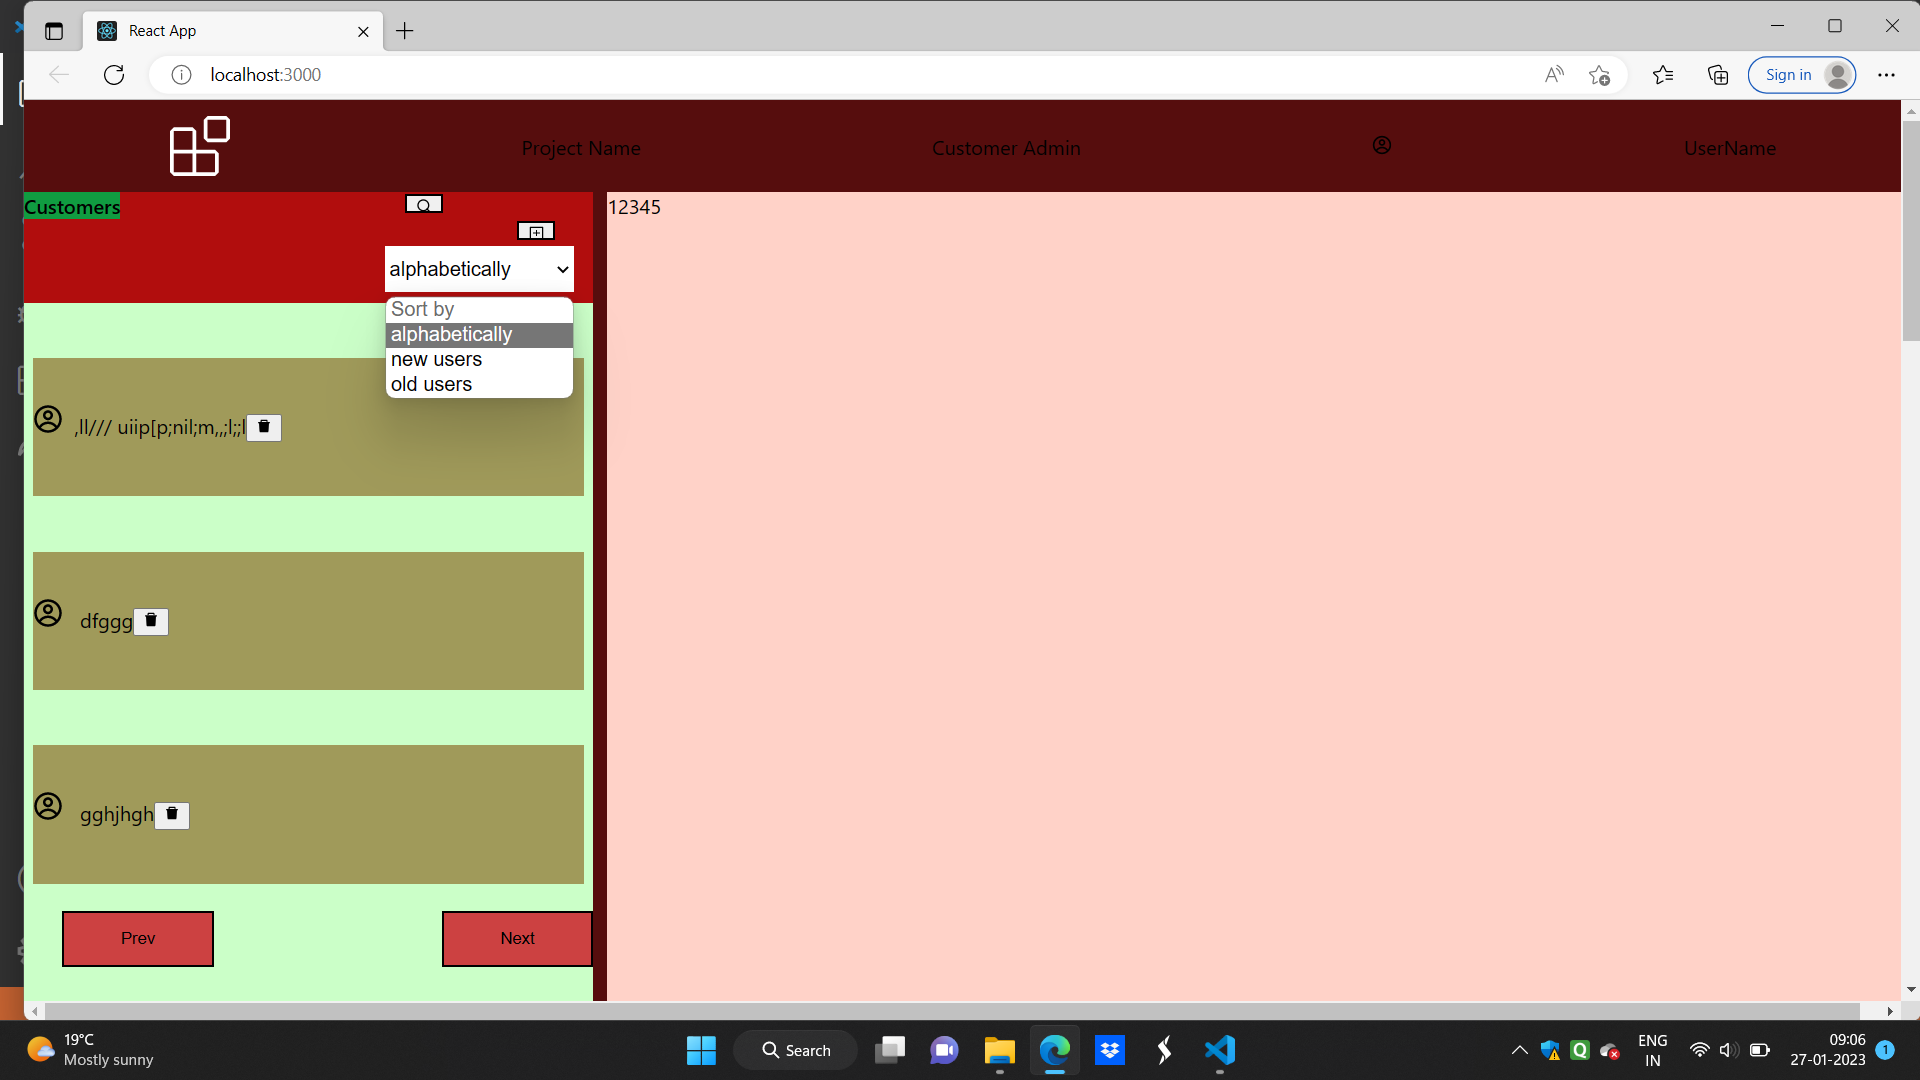 React App
localhost:3000
Sign in
Project Name
Customer Admin
UserName
Customers
12345
alphabetically
Sort by
alphabetically
new users
old users
,ll/// uiip[p;nil;m,,;l;;l
dfggg
gghjhgh
Prev
Next
19°C
Mostly sunny
Search
ENG
IN
09:06
27-01-2023
1